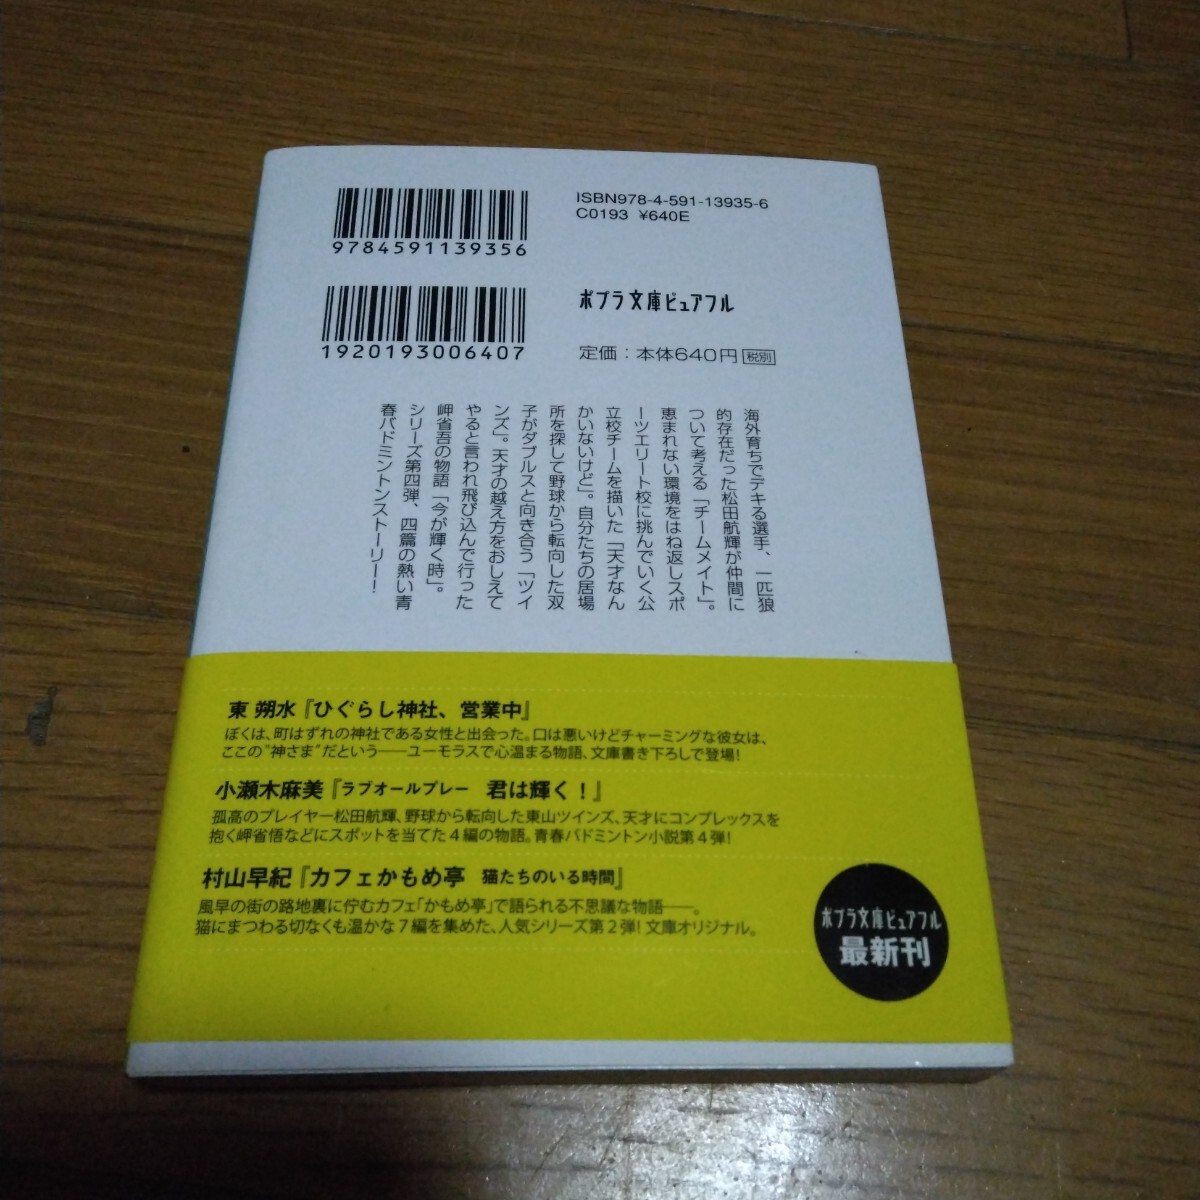 ISBN978-4-591-13935-6
C0193 ¥640E
9784591139356
ポプラ文庫ピュアフル
1920193006407
定価：本体640円 税別
海外育ちでデキる選手、一匹狼
的存在だった松田航輝が仲間に
ついて考える「チームメイト」。
恵まれない環境をはね返しスポ
ーツエリート校に挑んでいく公
立校チームを描いた「天才なん
かいないけど」。自分たちの居場
所を探して野球から転向した双
子がダブルスと向き合う「ツイ
ンズ」。天才の越え方をおしえて
やると言われ飛び込んで行った
岬省吾の物語「今が輝く時」。
シリーズ第四弾、四篇の熱い青
春バドミントンストーリー！
東 朔水『ひぐらし神社、営業中』
ぼくは、町はずれの神社である女性と出会った。口は悪いけどチャーミングな彼女は、
ここの“神さま”だという——ユーモラスで心温まる物語、文庫書き下ろしで登場！
小瀬木麻美『ラブオールプレー 君は輝く！』
孤高のプレイヤー松田航輝、野球から転向した東山ツインズ、天才にコンプレックスを
抱く岬省悟などにスポットを当てた４編の物語。青春バドミントン小説第４弾！
村山早紀『カフェかもめ亭 猫たちのいる時間』
風早の街の路地裏に佇むカフェ「かもめ亭」で語られる不思議な物語——。
猫にまつわる切なくも温かな７編を集めた、人気シリーズ第２弾！文庫オリジナル。
ポプラ文庫ピュアフル
最新刊